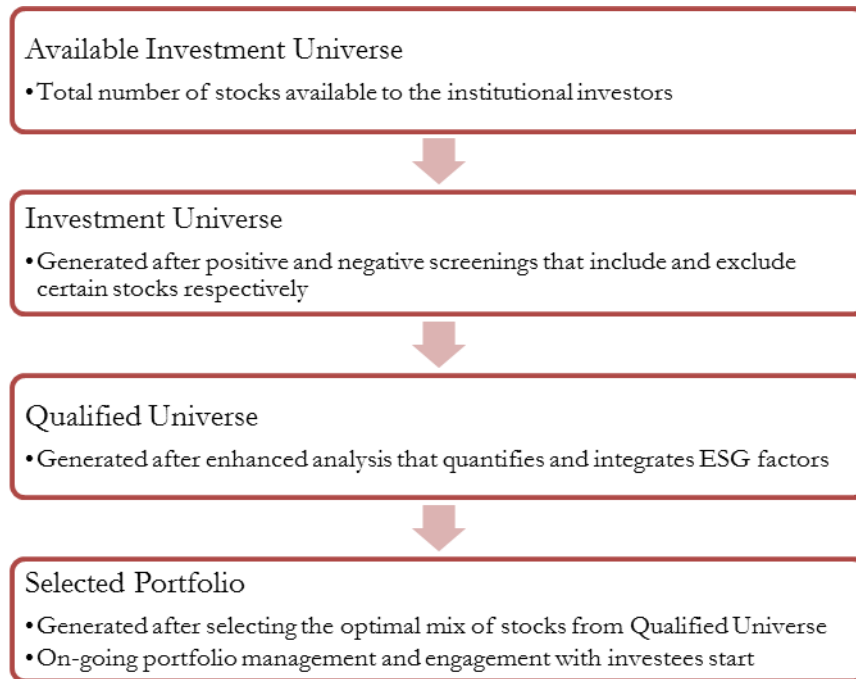 Available Investment Universe
•Total number of stocks available to the institutional investors
Investment Universe
•Generated after positive and negative screenings that include and exclude
certain stocks respectively
Qualified Universe
•Generated after enhanced analysis that quantifies and integrates ESG factors
Selected Portfolio
•Generated after selecting the optimal mix of stocks from Qualified Universe
•On-going portfolio management and engagement with investees start